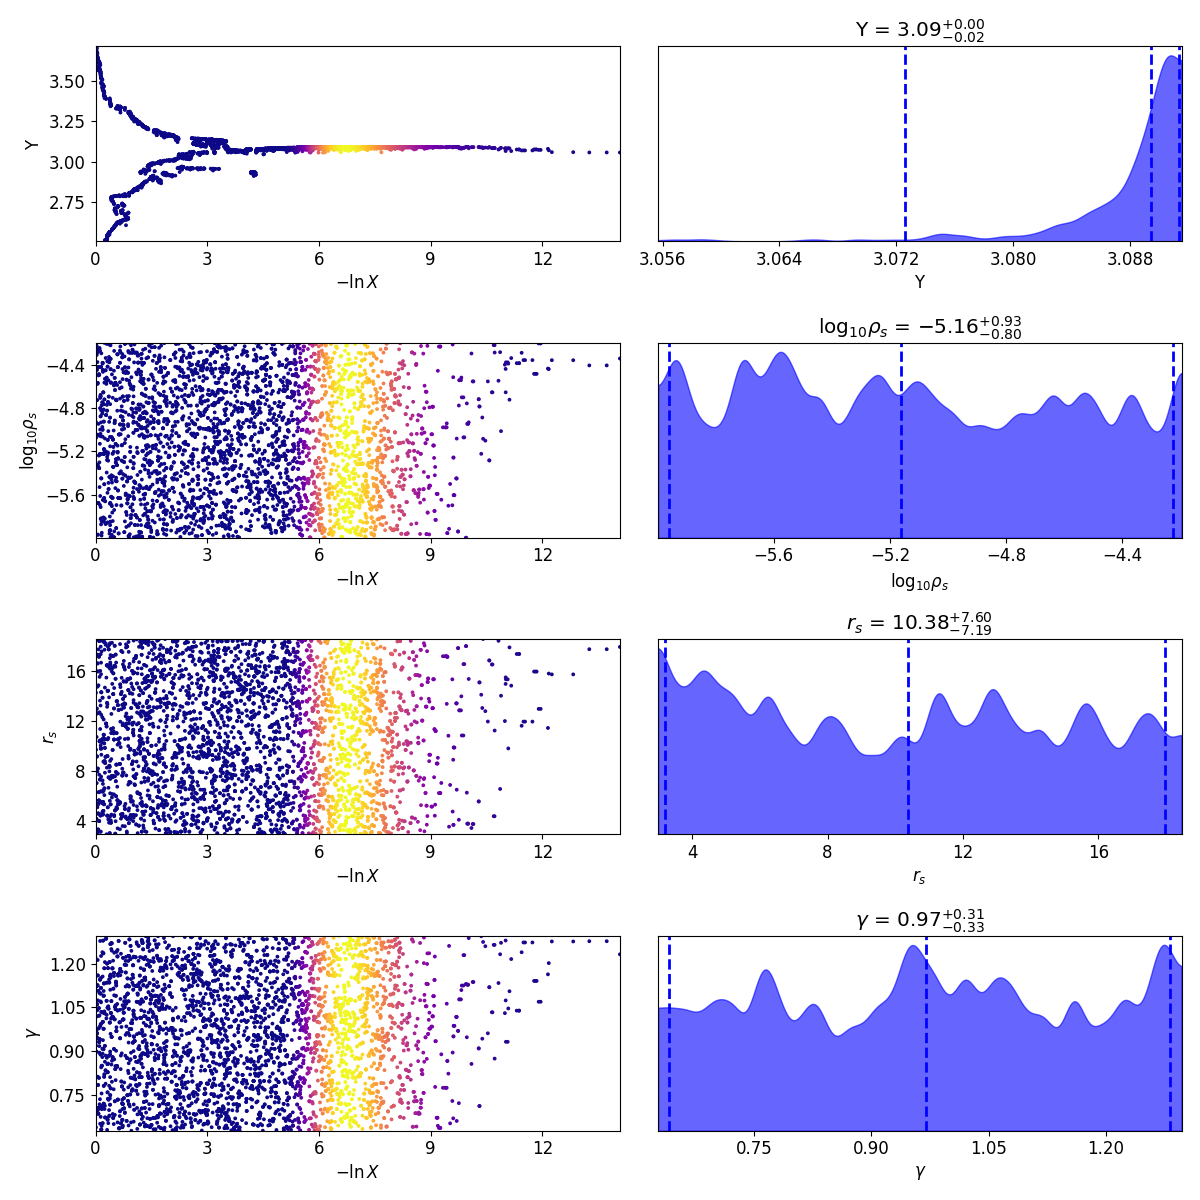 Y = 3.09+0.00−0.02
3.50
3.25
3.00
2.75
Y
0 3 6 9 12
−ln X
3.056 3.064 3.072 3.080 3.088
Y
log10ρs = −5.16+0.93−0.80
−4.4
−4.8
−5.2
−5.6
log10ρs
0 3 6 9 12
−ln X
−5.6 −5.2 −4.8 −4.4
log10ρs
rs = 10.38+7.60−7.19
16
12
8
4
rs
0 3 6 9 12
−ln X
4 8 12 16
rs
γ = 0.97+0.31−0.33
1.20
1.05
0.90
0.75
γ
0 3 6 9 12
−ln X
0.75 0.90 1.05 1.20
γ